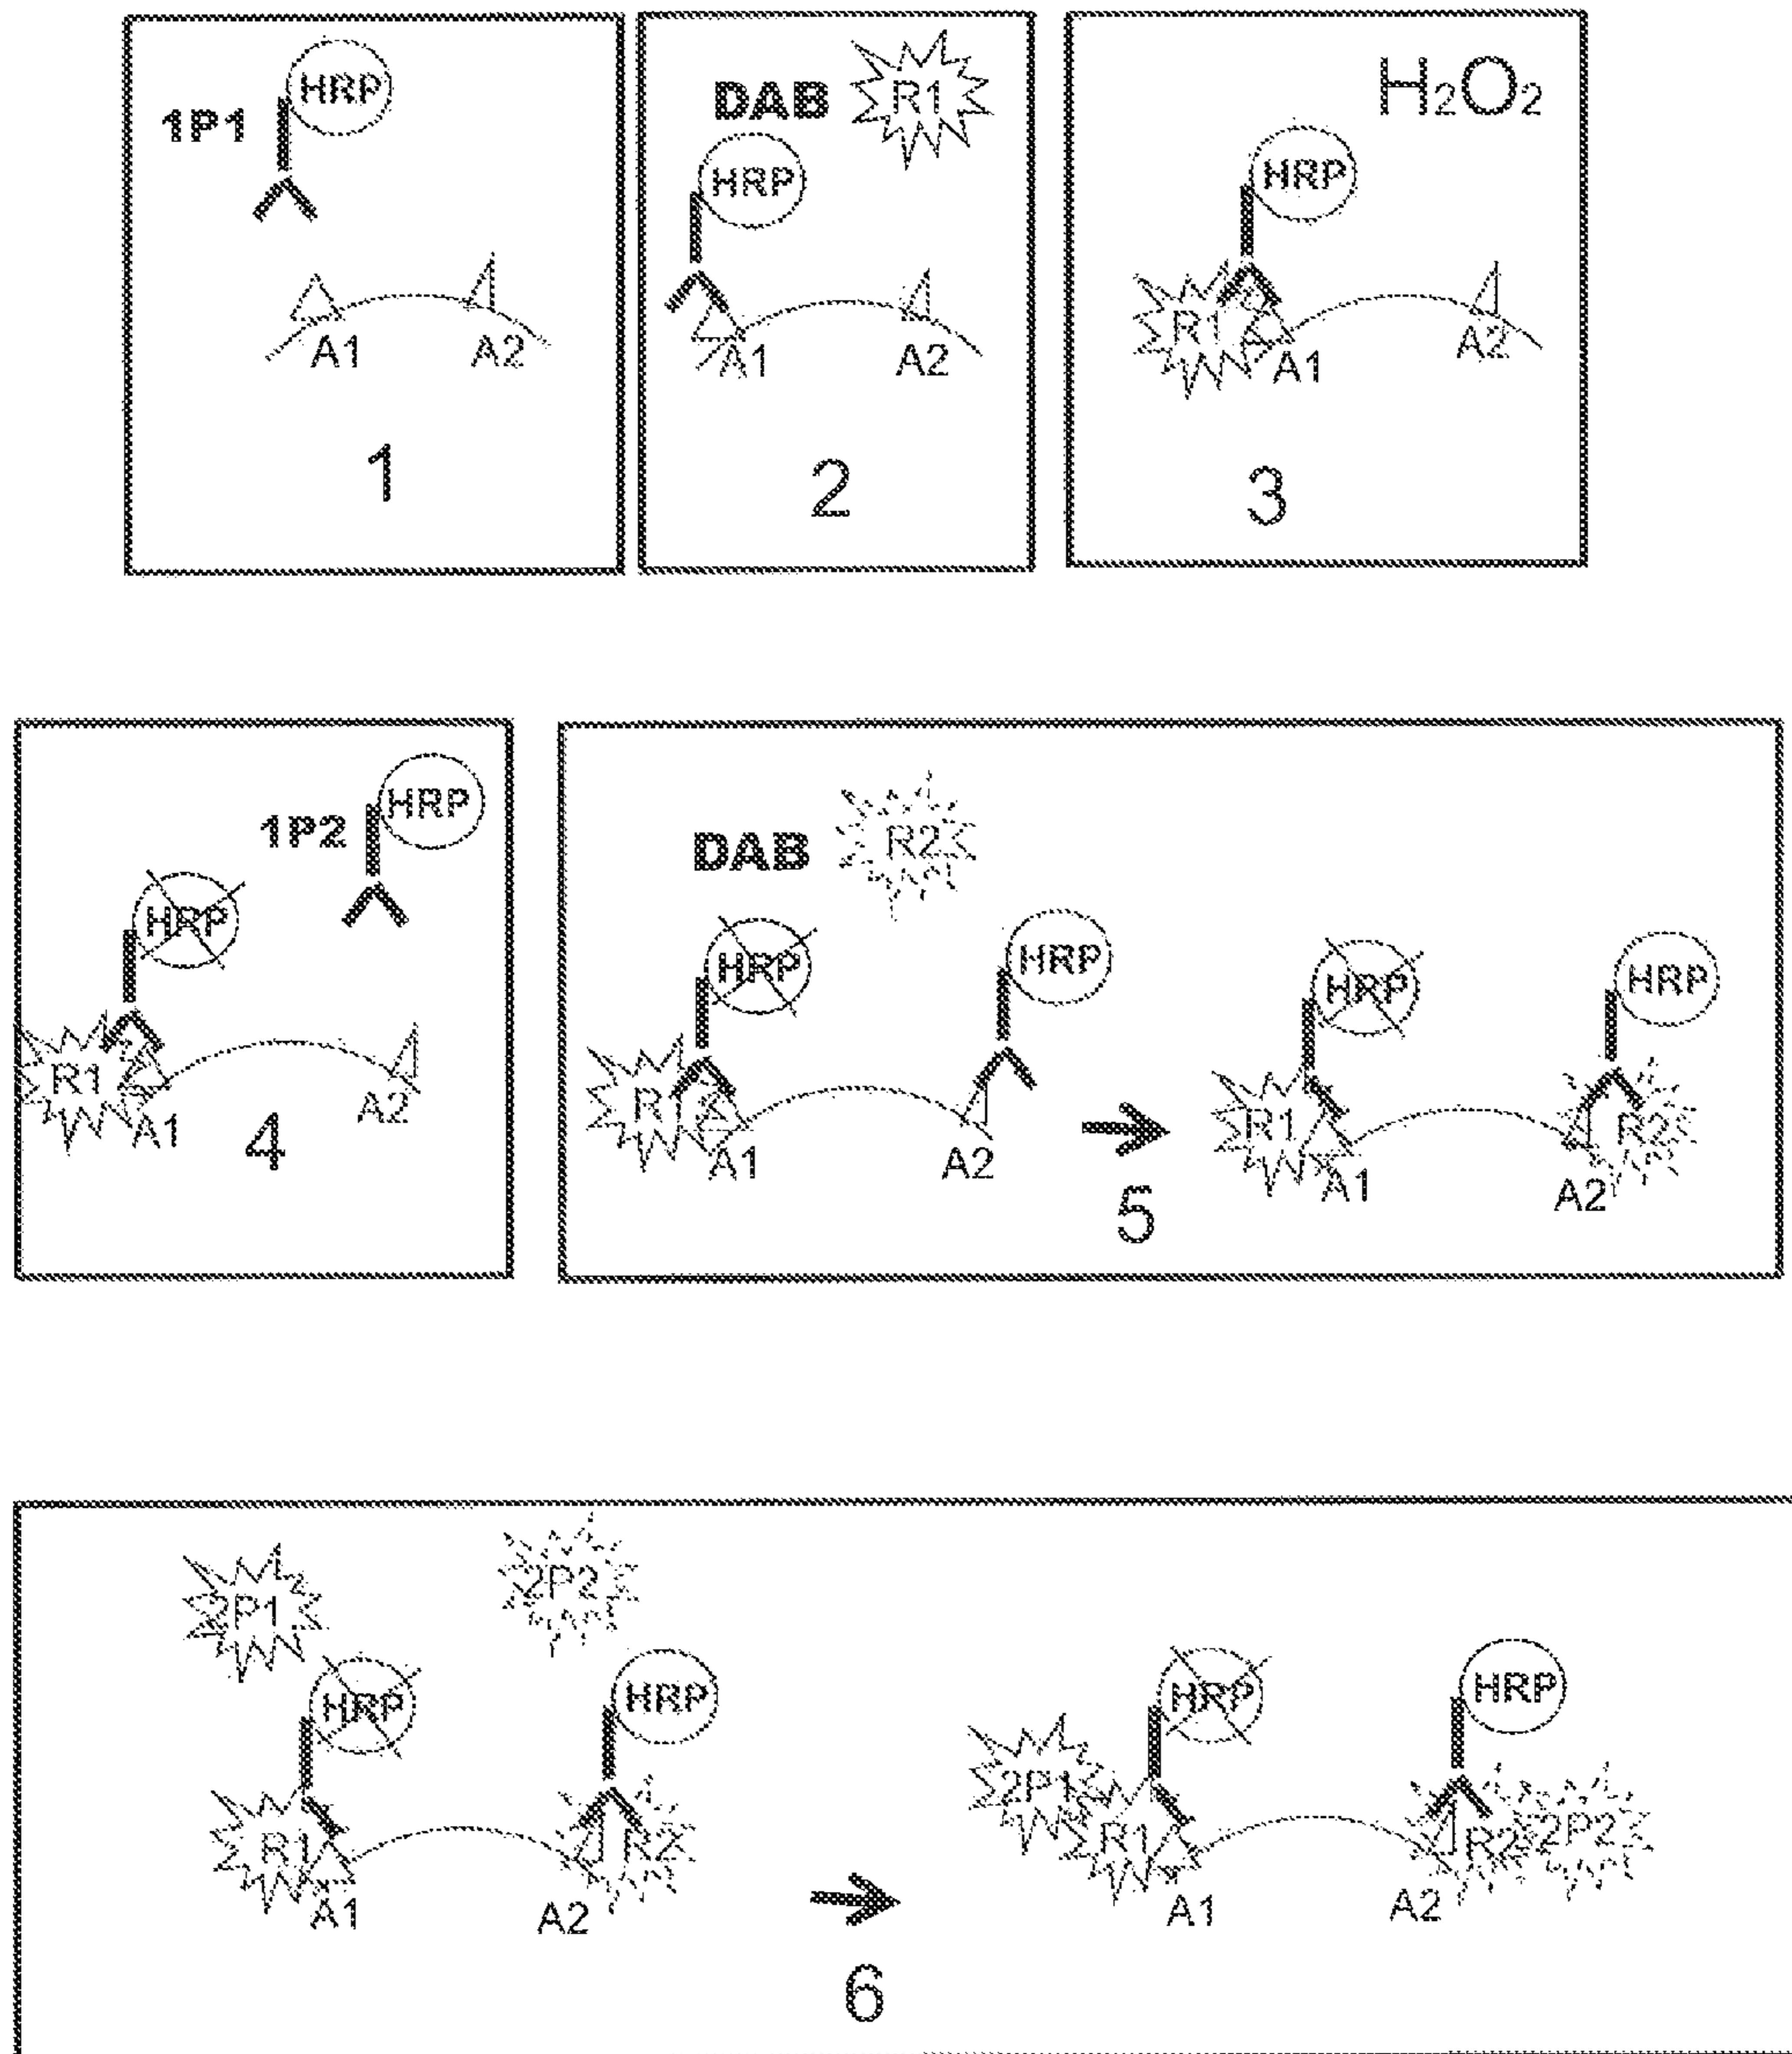 HRP
1P1
A1 A2
1
DAB R1
HRP
A1 A2
2
H2O2
HRP
R1
A1 A2
3
HRP
1P2
HRP
R1
A1 A2
4
DAB R2
HRP HRP HRP HRP
R1 R1 R2
A1 A2 A1 A2
5
2P1 2P2
HRP HRP HRP HRP
2P1
R1 R2 R1 R2 2P2
A1 A2 A1 A2
6